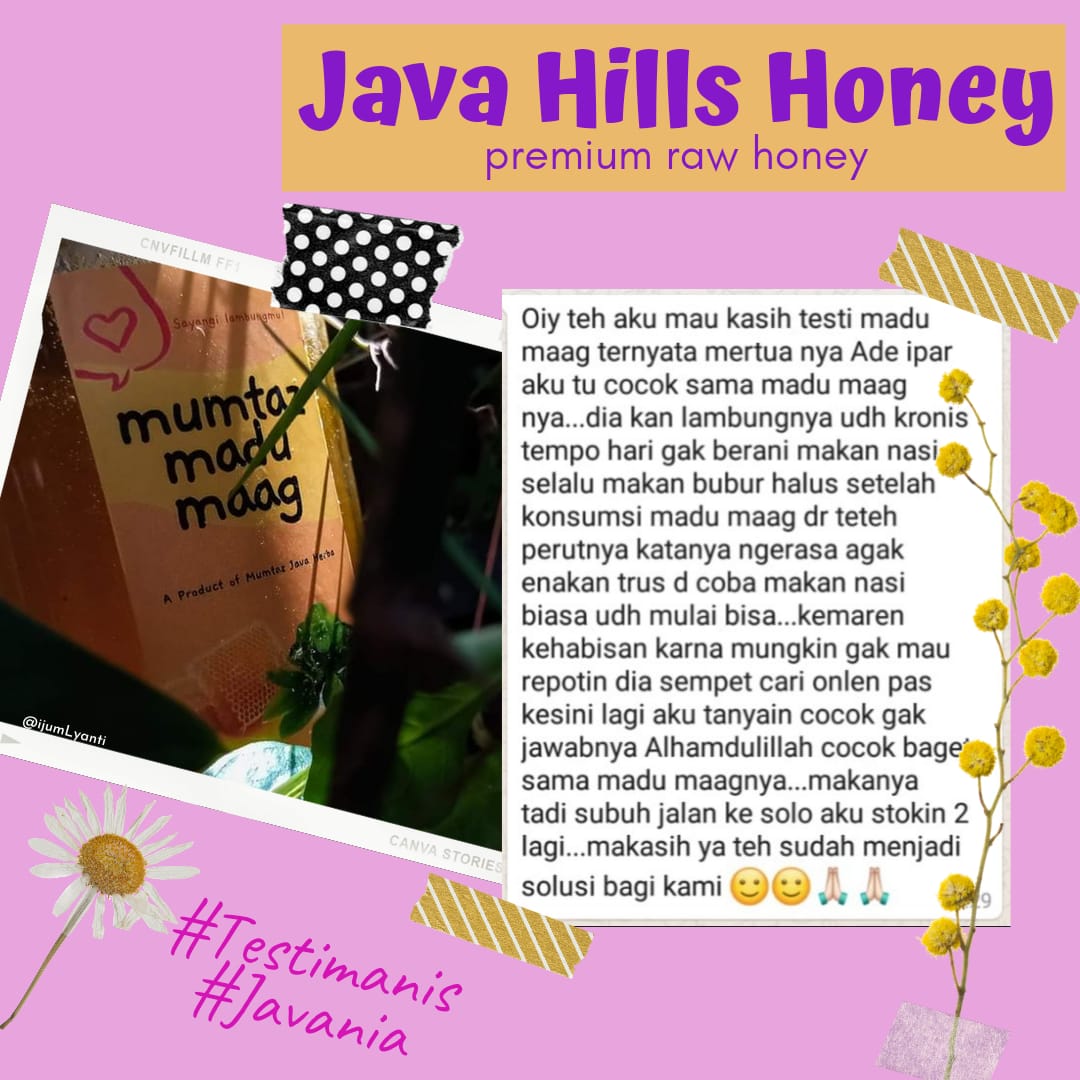 Java Hills Honey
premium raw honey
CNVFILLM FF1
Sayangi lambungmu!
mumtaz
madu
maag
A Product of Mumtaz Java Herba
@ijumLyanti
CANVA STORIES
Oiy teh aku mau kasih testi madu
maag ternyata mertua nya Ade ipar
aku tu cocok sama madu maag
nya...dia kan lambungnya udh kronis
tempo hari gak berani makan nasi
selalu makan bubur halus setelah
konsumsi madu maag dr teteh
perutnya katanya ngerasa agak
enakan trus d coba makan nasi
biasa udh mulai bisa...kemaren
kehabisan karna mungkin gak mau
repotin dia sempet cari onlen pas
kesini lagi aku tanyain cocok gak
jawabnya Alhamdulillah cocok baget
sama madu maagnya...makanya
tadi subuh jalan ke solo aku stokin 2
lagi...makasih ya teh sudah menjadi
solusi bagi kami 🙂🙂🙏🏻🙏🏻
#Testimanis
#Javania